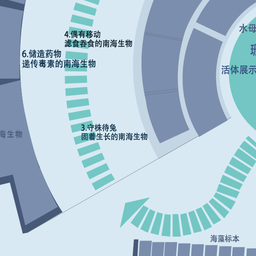 水母
4.偶有移动
滤食吞食的南海生物
6.储造药物
递传毒素的南海生物
活体展示
海生物
3.守株待兔
固着生长的南海生物
海藻标本